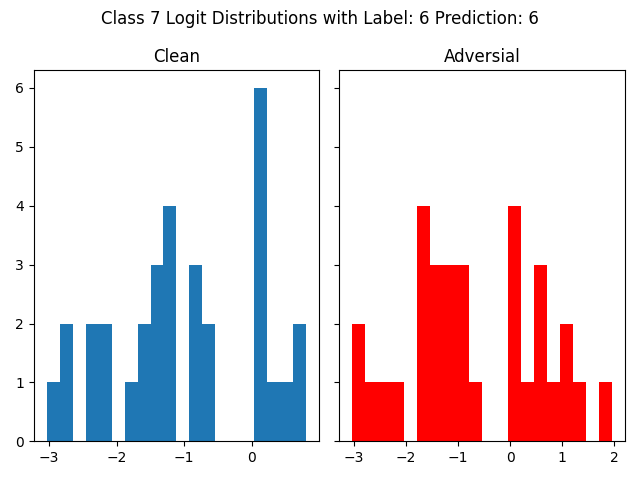 Class 7 Logit Distributions with Label: 6 Prediction: 6
Clean
Adversial
6
5
4
3
2
1
0
−3 −2 −1 0
−3 −2 −1 0 1 2